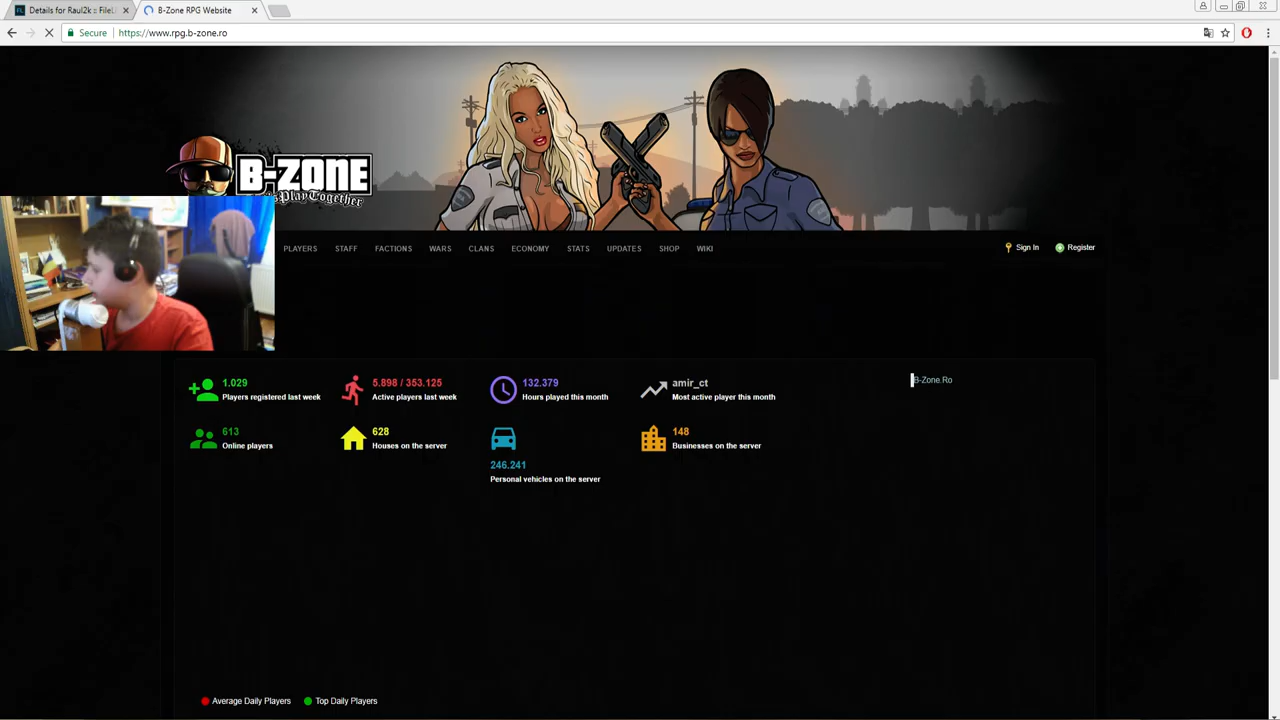 Details for Raul2k :: FileL
B-Zone RPG Website
Secure https://www.rpg.b-zone.ro
B-ZONE
sPlayTogether
PLAYERS STAFF FACTIONS WARS CLANS ECONOMY STATS UPDATES SHOP WIKI Sign In Register
1.029
Players registered last week
5.898 / 353.125
Active players last week
132.379
Hours played this month
amir_ct
Most active player this month
B-Zone.Ro
613
Online players
628
Houses on the server
246.241
Personal vehicles on the server
148
Businesses on the server
Average Daily Players Top Daily Players